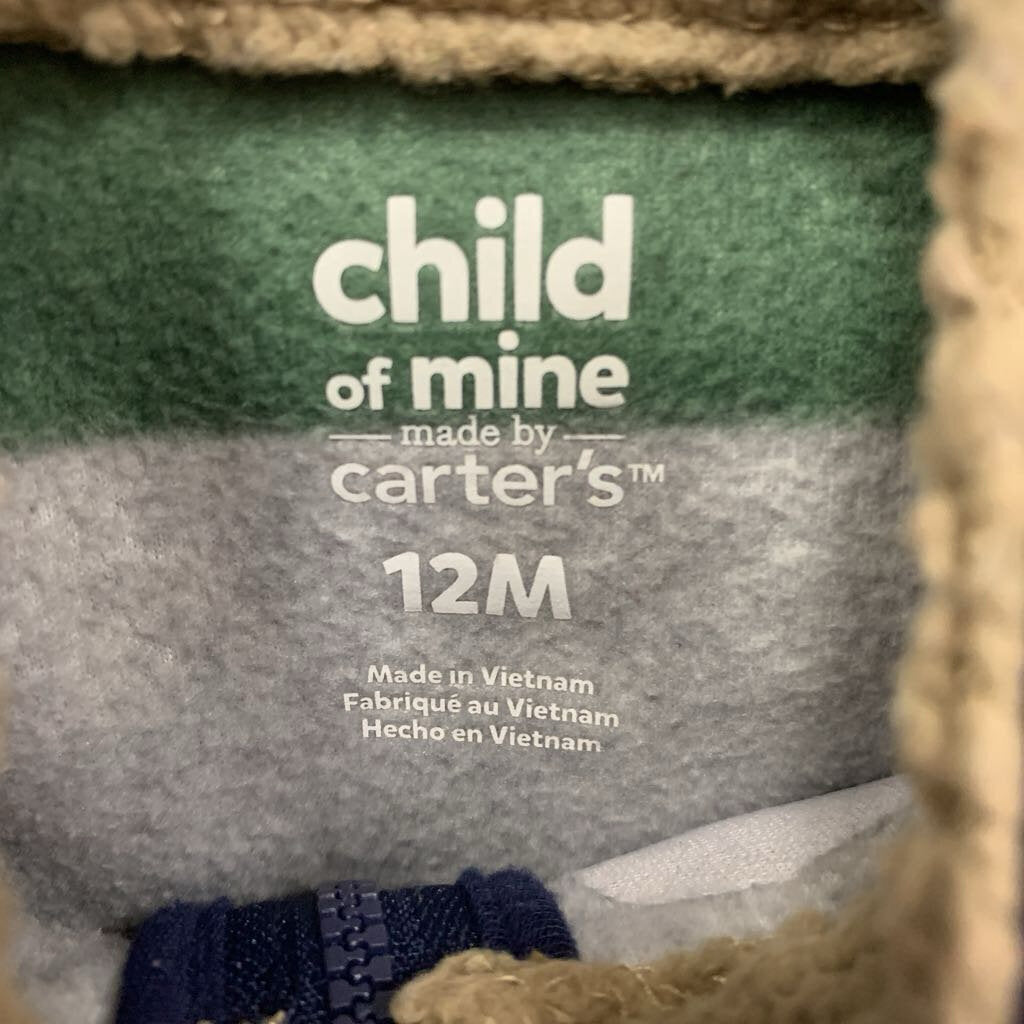 child
of mine
made by
carter's™
12M
Made in Vietnam
Fabriqué au Vietnam
Hecho en Vietnam